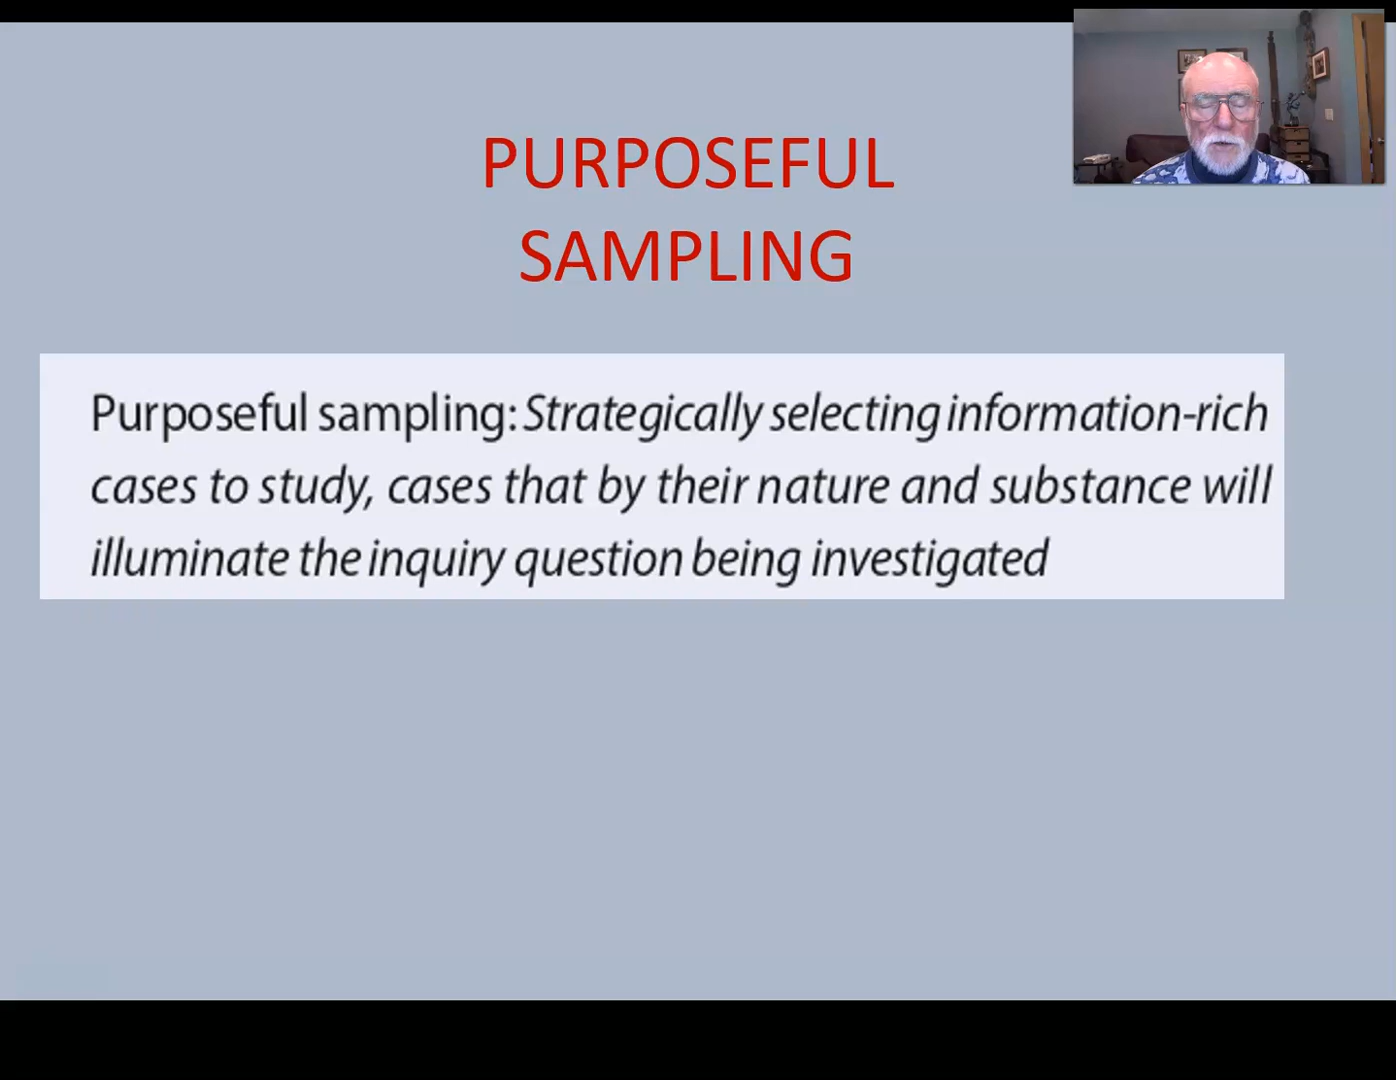 PURPOSEFUL
SAMPLING
Purposeful sampling: Strategically selecting information-rich
cases to study, cases that by their nature and substance will
illuminate the inquiry question being investigated